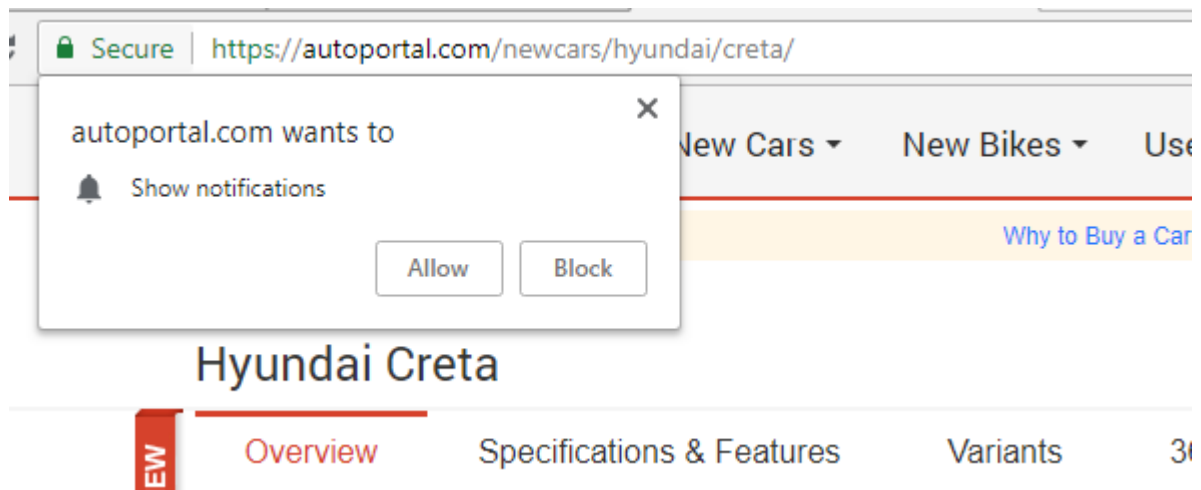 Secure https://autoportal.com/newcars/hyundai/creta/
autoportal.com wants to
Show notifications
Allow Block
New Cars New Bikes
Why to Buy a Car
Hyundai Creta
Overview Specifications & Features Variants